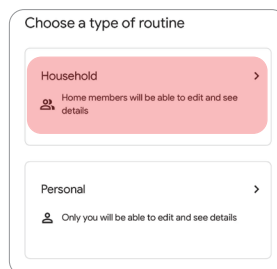 Choose a type of routine
Household
Home members will be able to edit and see
details
Personal
Only you will be able to edit and see details